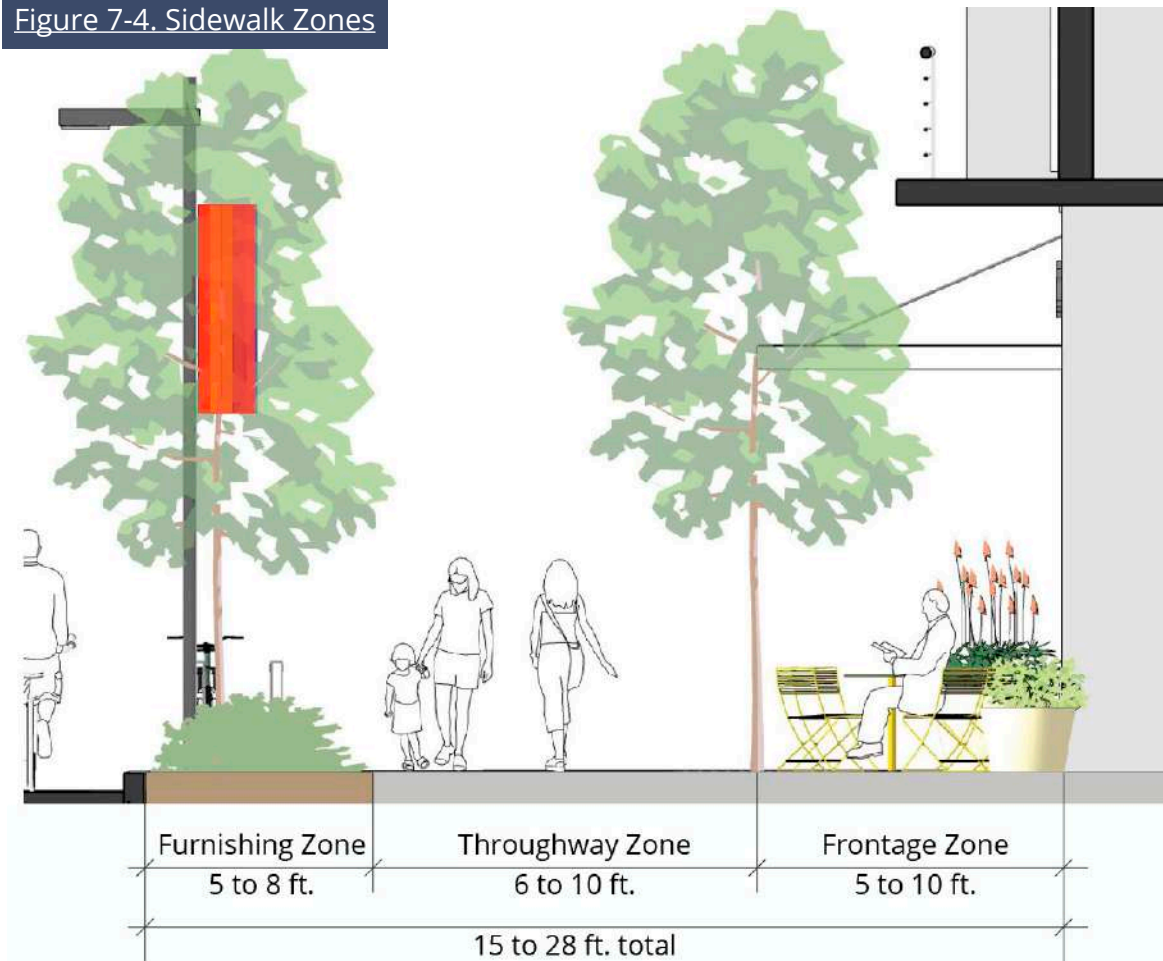 Figure 7-4. Sidewalk Zones
Furnishing Zone
5 to 8 ft.
Throughway Zone
6 to 10 ft.
Frontage Zone
5 to 10 ft.
15 to 28 ft. total